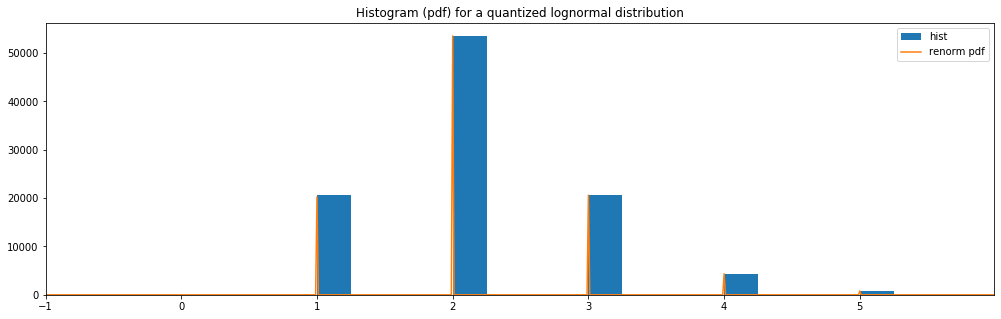 Histogram (pdf) for a quantized lognormal distribution
hist
renorm pdf
50000
40000
30000
20000
10000
0
−1 0 1 2 3 4 5